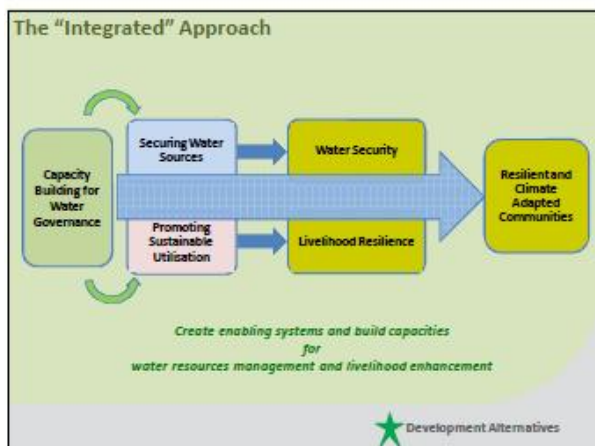 The "Integrated" Approach
Capacity
Building for
Water
Governance
Securing Water
Sources
Promoting
Sustainable
Utilisation
Water Security
Livelihood Resilience
Resilient and
Climate
Adapted
Communities
Create enabling systems and build capacities
for
water resources management and livelihood enhancement
Development Alternatives